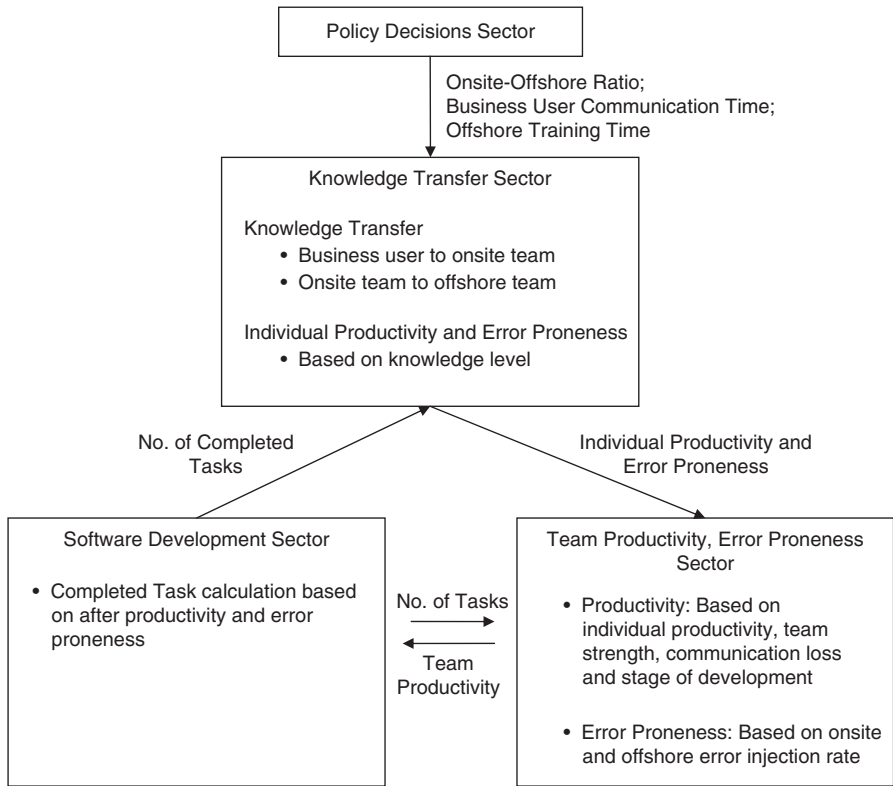 Policy Decisions Sector
Onsite-Offshore Ratio;
Business User Communication Time;
Offshore Training Time
Knowledge Transfer Sector
Knowledge Transfer
• Business user to onsite team
• Onsite team to offshore team
Individual Productivity and Error Proneness
• Based on knowledge level
No. of Completed
Tasks
Individual Productivity and
Error Proneness
Software Development Sector
• Completed Task calculation based
on after productivity and error
proneness
No. of Tasks
Team
Productivity
Team Productivity, Error Proneness
Sector
• Productivity: Based on
individual productivity, team
strength, communication loss
and stage of development
• Error Proneness: Based on onsite
and offshore error injection rate